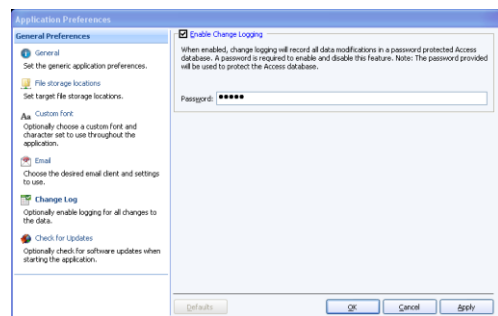 Application Preferences
General Preferences
General
Set the generic application preferences.
File storage locations
Set target file storage locations.
Aa Custom font
Optionally choose a custom font and
character set to use throughout the
application.
Email
Choose the desired email client and settings
to use.
Change Log
Optionally enable logging for all changes to
the data.
Check for Updates
Optionally check for software updates when
starting the application.
Enable Change Logging
When enabled, change logging will record all data modifications in a password protected Access
database. A password is required to enable and disable this feature. Note: The password provided
will be used to protect the Access database.
Password: •••••
Defaults
OK
Cancel
Apply